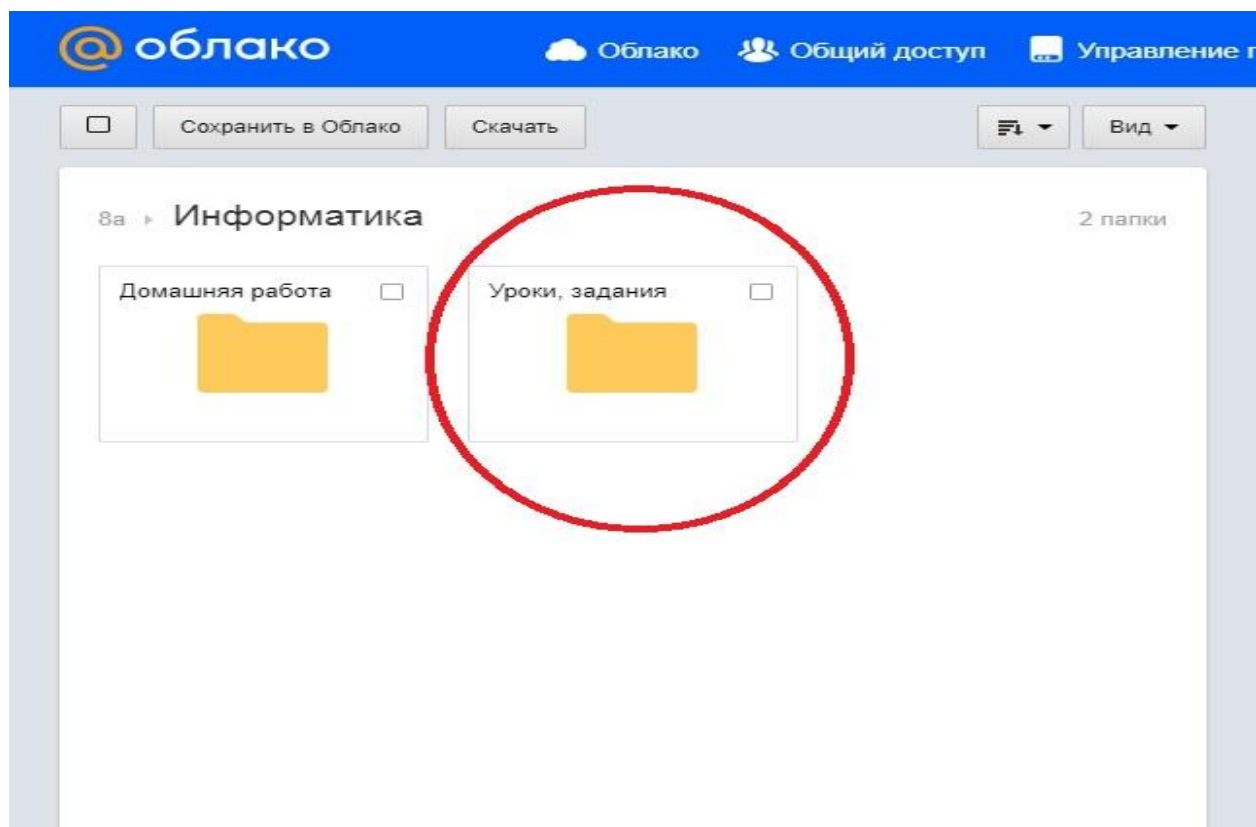 облако Облако Общий доступ Управление
Сохранить в Облако Скачать Вид
8а Информатика 2 папки
Домашняя работа Уроки, задания